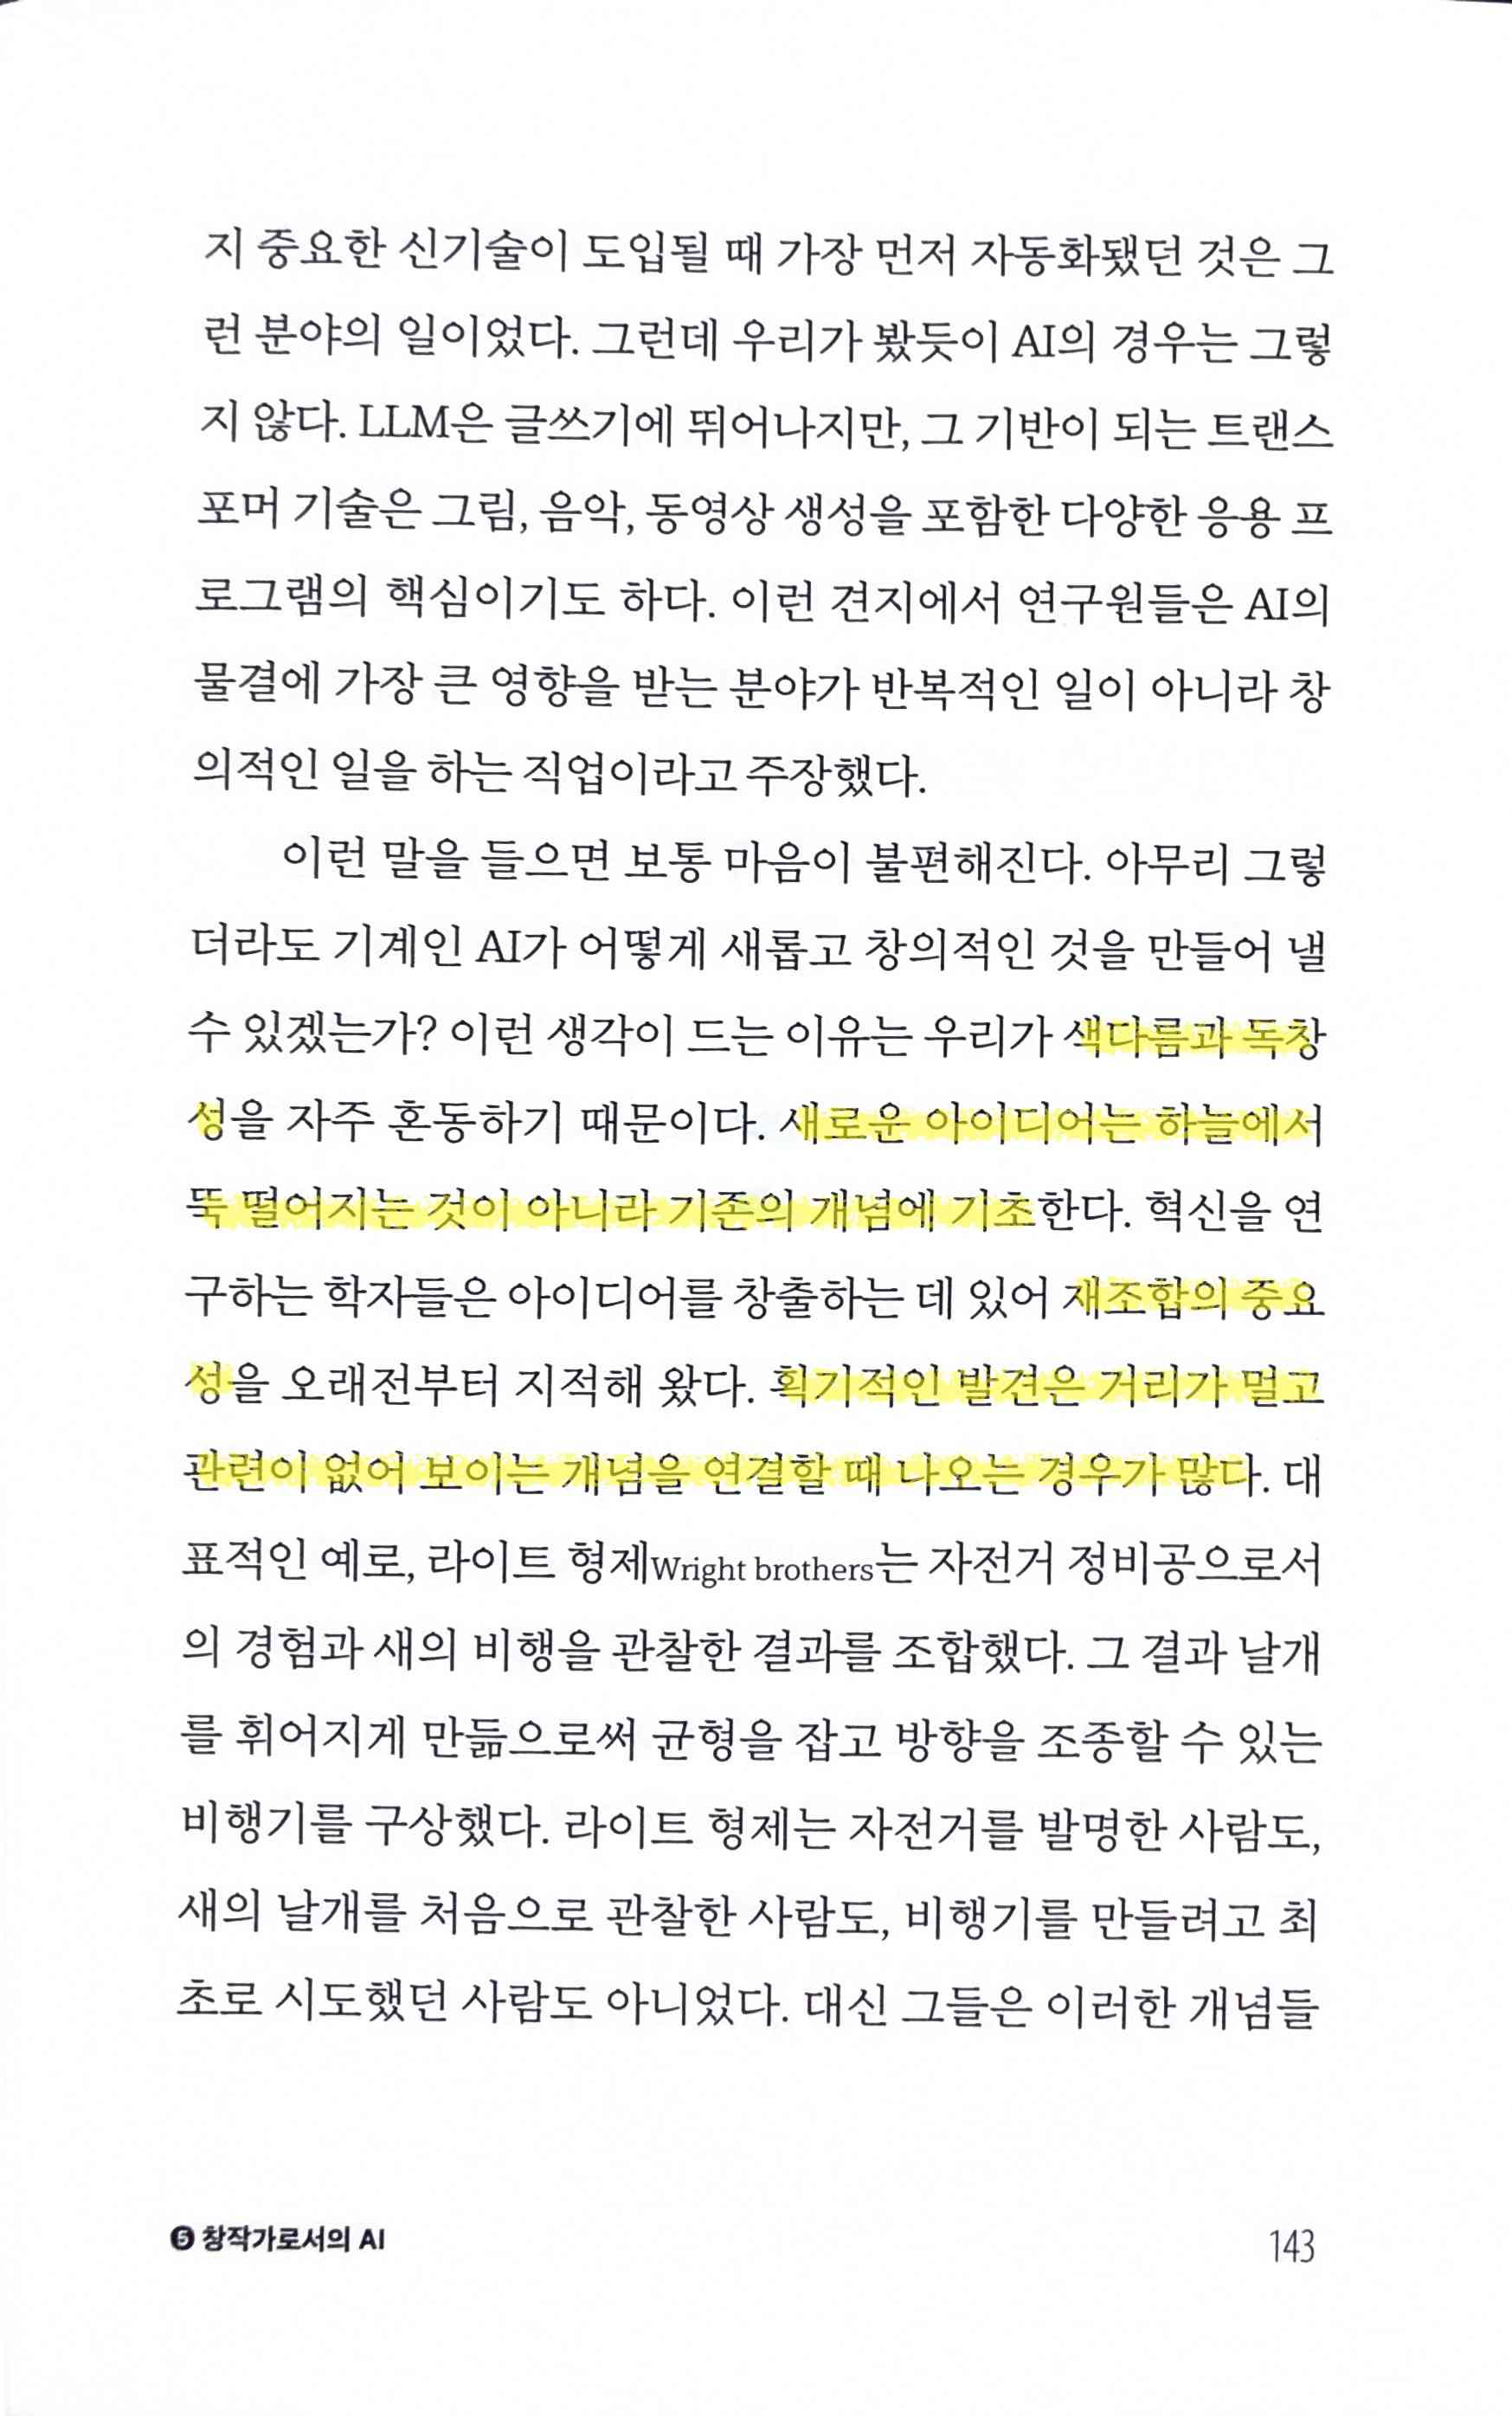 지 중요한 신기술이 도입될 때 가장 먼저 자동화됐던 것은 그
런 분야의 일이었다. 그런데 우리가 봤듯이 AI의 경우는 그렇
지 않다. LLM은 글쓰기에 뛰어나지만, 그 기반이 되는 트랜스
포머 기술은 그림, 음악, 동영상 생성을 포함한 다양한 응용 프
로그램의 핵심이기도 하다. 이런 견지에서 연구원들은 AI의
물결에 가장 큰 영향을 받는 분야가 반복적인 일이 아니라 창
의적인 일을 하는 직업이라고 주장했다.
이런 말을 들으면 보통 마음이 불편해진다. 아무리 그렇
더라도 기계인 AI가 어떻게 새롭고 창의적인 것을 만들어 낼
수 있겠는가? 이런 생각이 드는 이유는 우리가 색다름과 독창
성을 자주 혼동하기 때문이다. 새로운 아이디어는 하늘에서
뚝 떨어지는 것이 아니라 기존의 개념에 기초한다. 혁신을 연
구하는 학자들은 아이디어를 창출하는 데 있어 재조합의 중요
성을 오래전부터 지적해 왔다. 획기적인 발견은 거리가 멀고
관련이 없어 보이는 개념을 연결할 때 나오는 경우가 많다. 대
표적인 예로, 라이트 형제Wright brothers는 자전거 정비공으로서
의 경험과 새의 비행을 관찰한 결과를 조합했다. 그 결과 날개
를 휘어지게 만듦으로써 균형을 잡고 방향을 조종할 수 있는
비행기를 구상했다. 라이트 형제는 자전거를 발명한 사람도,
새의 날개를 처음으로 관찰한 사람도, 비행기를 만들려고 최
초로 시도했던 사람도 아니었다. 대신 그들은 이러한 개념들
❺ 창작가로서의 AI
143